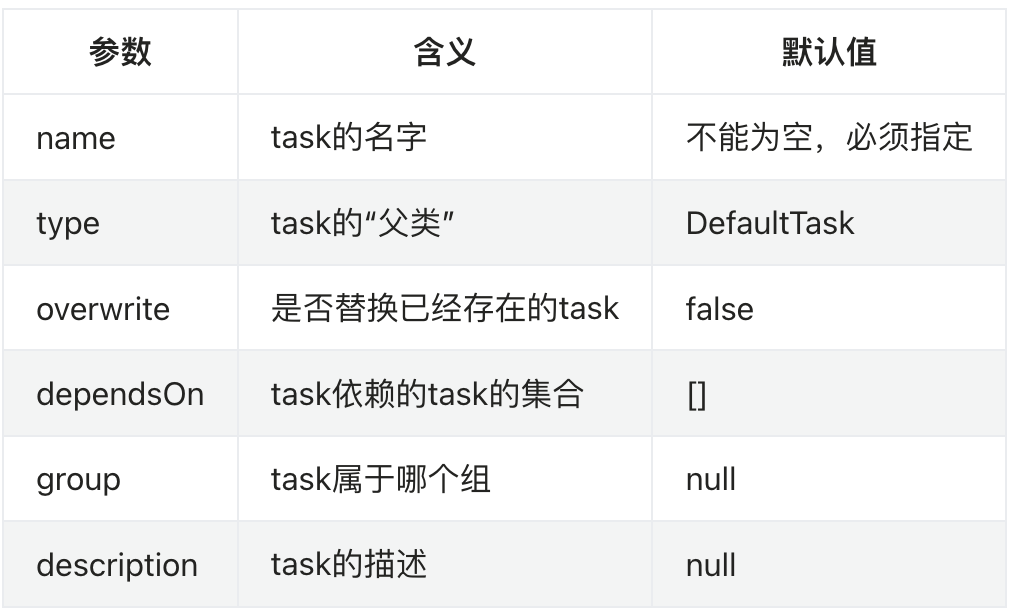 参数 含义 默认值
name task的名字 不能为空，必须指定
type task的“父类” DefaultTask
overwrite 是否替换已经存在的task false
dependsOn task依赖的task的集合 []
group task属于哪个组 null
description task的描述 null